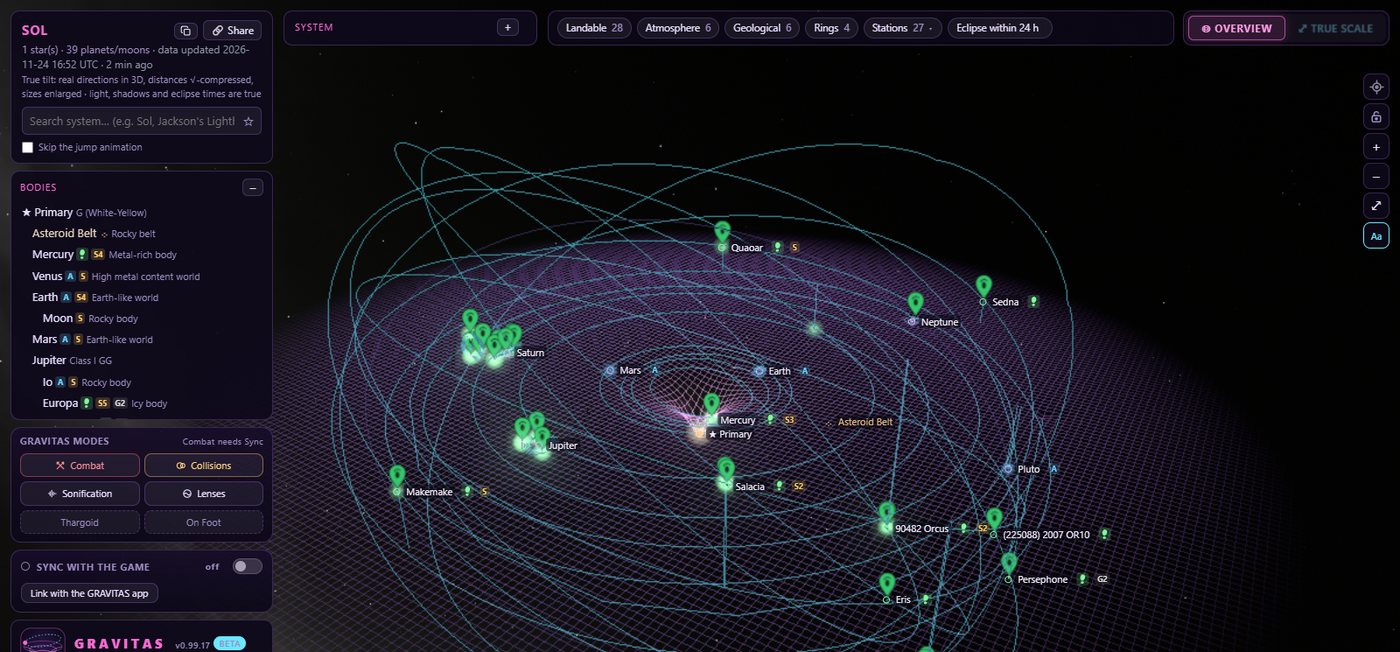 SOL
Share
1 star(s) · 39 planets/moons · data updated 2026-
11-24 16:52 UTC · 2 min ago
True tilt: real directions in 3D, distances √-compressed,
sizes enlarged · light, shadows and eclipse times are true
Search system... (e.g. Sol, Jackson's Lighth
Skip the jump animation
SYSTEM +
Landable 28
Atmosphere 6
Geological 6
Rings 4
Stations 27
Eclipse within 24 h
OVERVIEW
TRUE SCALE
+
−
Aa
BODIES −
★ Primary G (White-Yellow)
Asteroid Belt Rocky belt
Mercury S4 Metal-rich body
Venus A S High metal content world
Earth A S4 Earth-like world
Moon S Rocky body
Mars A S Earth-like world
Jupiter Class I GG
Io A S Rocky body
Europa S5 G2 Icy body
GRAVITAS MODES Combat needs Sync
Combat
Collisions
Sonification
Lenses
Thargoid
On Foot
SYNC WITH THE GAME off
Link with the GRAVITAS app
GRAVITAS v0.99.17 BETA
Quaoar S
Sedna
Neptune
Saturn
Mars A
Earth A
Mercury S3
Asteroid Belt
★ Primary
Jupiter
Pluto A
Salacia S2
Makemake S
90482 Orcus S2
(225088) 2007 OR10
Persephone G2
Eris